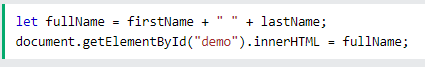 let fullName = firstName + " " + lastName;
document.getElementById("demo").innerHTML = fullName;